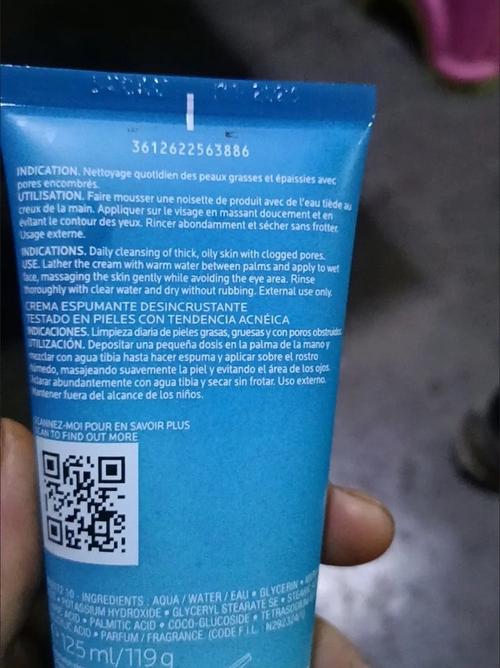 3612622563886
INDICATION. Nettoyage quotidien des peaux grasses et épaissies avec
pores encombrés.
UTILISATION. Faire mousser une noisette de produit avec de l'eau tiède au
creux de la main. Appliquer sur le visage en massant doucement et en
évitant le contour des yeux. Rincer abondamment et sécher sans frotter.
Usage externe.
INDICATIONS. Daily cleansing of thick, oily skin with clogged pores.
USE. Lather the cream with warm water between palms and apply to wet
face, massaging the skin gently while avoiding the eye area. Rinse
thoroughly with clear water and dry without rubbing. External use only.
CREMA ESPUMANTE DESINCRUSTANTE
TESTADO EN PIELES CON TENDENCIA ACNÉICA
INDICACIONES. Limpieza diaria de pieles grasas, gruesas y con poros obstruidos.
UTILIZACIÓN. Depositar una pequeña dosis en la palma de la mano y
mezclar con agua tibia hasta hacer espuma y aplicar sobre el rostro
húmedo, masajeando suavemente la piel y evitando el área de los ojos.
Aclarar abundantemente con agua tibia y secar sin frotar. Uso externo.
Mantener fuera del alcance de los niños.
SCANNEZ-MOI POUR EN SAVOIR PLUS
SCAN TO FIND OUT MORE
INGREDIENTS : AQUA / WATER / EAU • GLYCERIN •
• POTASSIUM HYDROXIDE • GLYCERYL STEARATE SE •
ACID • PALMITIC ACID • COCO-GLUCOSIDE •
• PARFUM / FRAGRANCE (CODE F.I.L.
125 ml/119 g